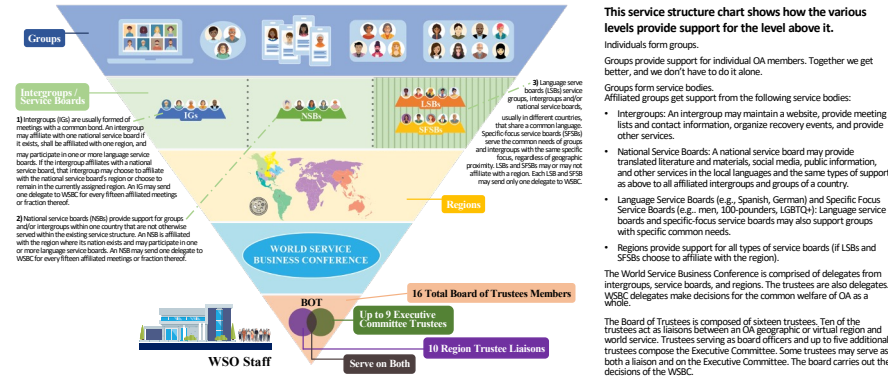 Groups
Intergroups /
Service Boards
IGs
NSBs
LSBs
SFSBs
1) Intergroups (IGs) are usually formed of
meetings with a common bond. An intergroup
may affiliate with one national service board if
it exists, shall be affiliated with one region, and
may participate in one or more language service
boards. If the intergroup affiliates with a national
service board, that intergroup may choose to affiliate
with the national service board's region or choose to
remain in the currently assigned region. An IG may send
one delegate to WSBC for every fifteen affiliated meetings
or fraction thereof.
2) National service boards (NSBs) provide support for groups
and/or intergroups within one country that are not otherwise
served within the existing service structure. An NSB is affiliated
with the region where its nation exists and may participate in one
or more language service boards. An NSB may send one delegate to
WSBC for every fifteen affiliated meetings or fraction thereof.
3) Language serve
boards (LSBs) service
groups, intergroups and/or
national service boards,
usually in different countries,
that share a common language.
Specific-focus service boards (SFSBs)
serve the common needs of groups
and intergroups with the same specific
focus, regardless of geographic
proximity. LSBs and SFSBs may or may not
affiliate with a region. Each LSB and SFSB
may send only one delegate to WSBC.
Regions
WORLD SERVICE
BUSINESS CONFERENCE
BOT
16 Total Board of Trustees Members
Up to 9 Executive
Committee Trustees
10 Region Trustee Liaisons
Serve on Both
WSO Staff
This service structure chart shows how the various
levels provide support for the level above it.
Individuals form groups.
Groups provide support for individual OA members. Together we get
better, and we don't have to do it alone.
Groups form service bodies.
Affiliated groups get support from the following service bodies:
• Intergroups: An intergroup may maintain a website, provide meeting
lists and contact information, organize recovery events, and provide
other services.
• National Service Boards: A national service board may provide
translated literature and materials, social media, public information,
and other services in the local languages and the same types of support
as above to all affiliated intergroups and groups of a country.
• Language Service Boards (e.g., Spanish, German) and Specific Focus
Service Boards (e.g. men, 100-pounders, LGBTQ+): Language service
boards and specific-focus service boards may also support groups
with specific common needs.
• Regions provide support for all types of service boards (if LSBs and
SFSBs choose to affiliate with the region).
The World Service Business Conference is comprised of delegates from
intergroups, service boards, and regions. The trustees are also delegates.
WSBC delegates make decisions for the common welfare of OA as a
whole.
The Board of Trustees is composed of sixteen trustees. Ten of the
trustees act as liaisons between an OA geographic or virtual region and
world service. Trustees serving as board officers and up to five additional
trustees compose the Executive Committee. Some trustees may serve as
both a liaison and on the Executive Committee. The board carries out the
decisions of the WSBC.